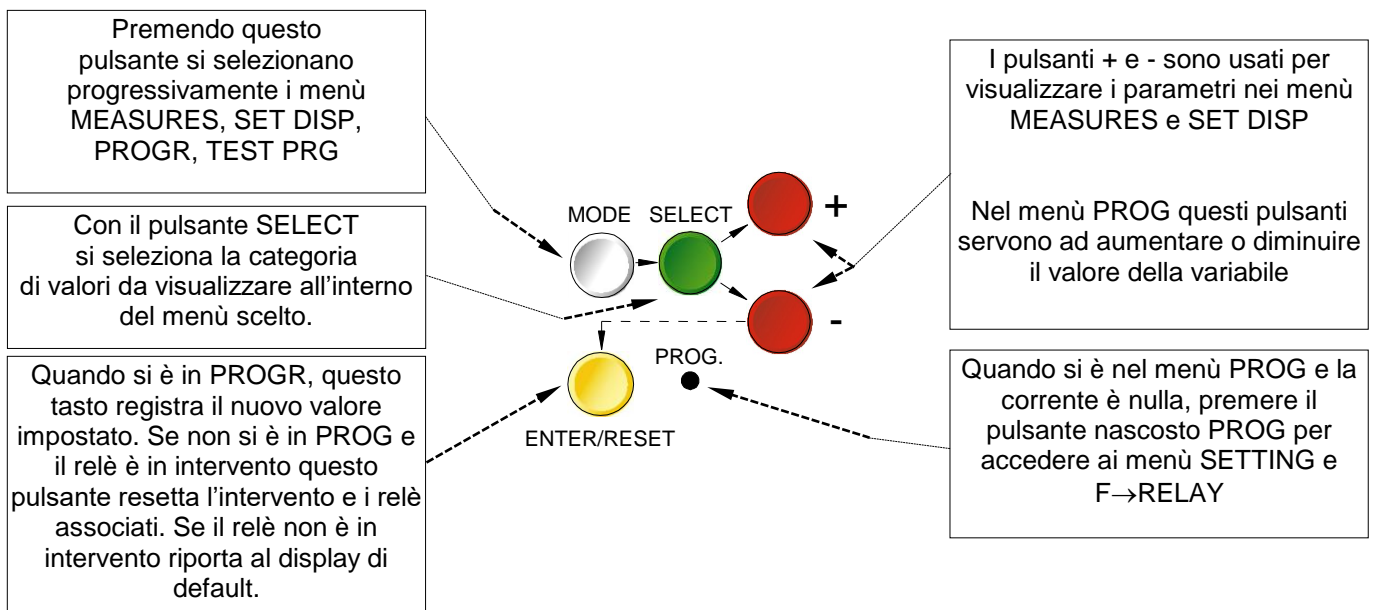 Premendo questo
pulsante si selezionano
progressivamente i menù
MEASURES, SET DISP,
PROGR, TEST PRG
Con il pulsante SELECT
si seleziona la categoria
di valori da visualizzare all'interno
del menù scelto.
Quando si è in PROGR, questo
tasto registra il nuovo valore
impostato. Se non si è in PROG e
il relè è in intervento questo
pulsante resetta l'intervento e i relè
associati. Se il relè non è in
intervento riporta al display di
default.
MODE SELECT
+
-
PROG.
ENTER/RESET
I pulsanti + e - sono usati per
visualizzare i parametri nei menù
MEASURES e SET DISP
Nel menù PROG questi pulsanti
servono ad aumentare o diminuire
il valore della variabile
Quando si è nel menù PROG e la
corrente è nulla, premere il
pulsante nascosto PROG per
accedere ai menù SETTING e
F→RELAY